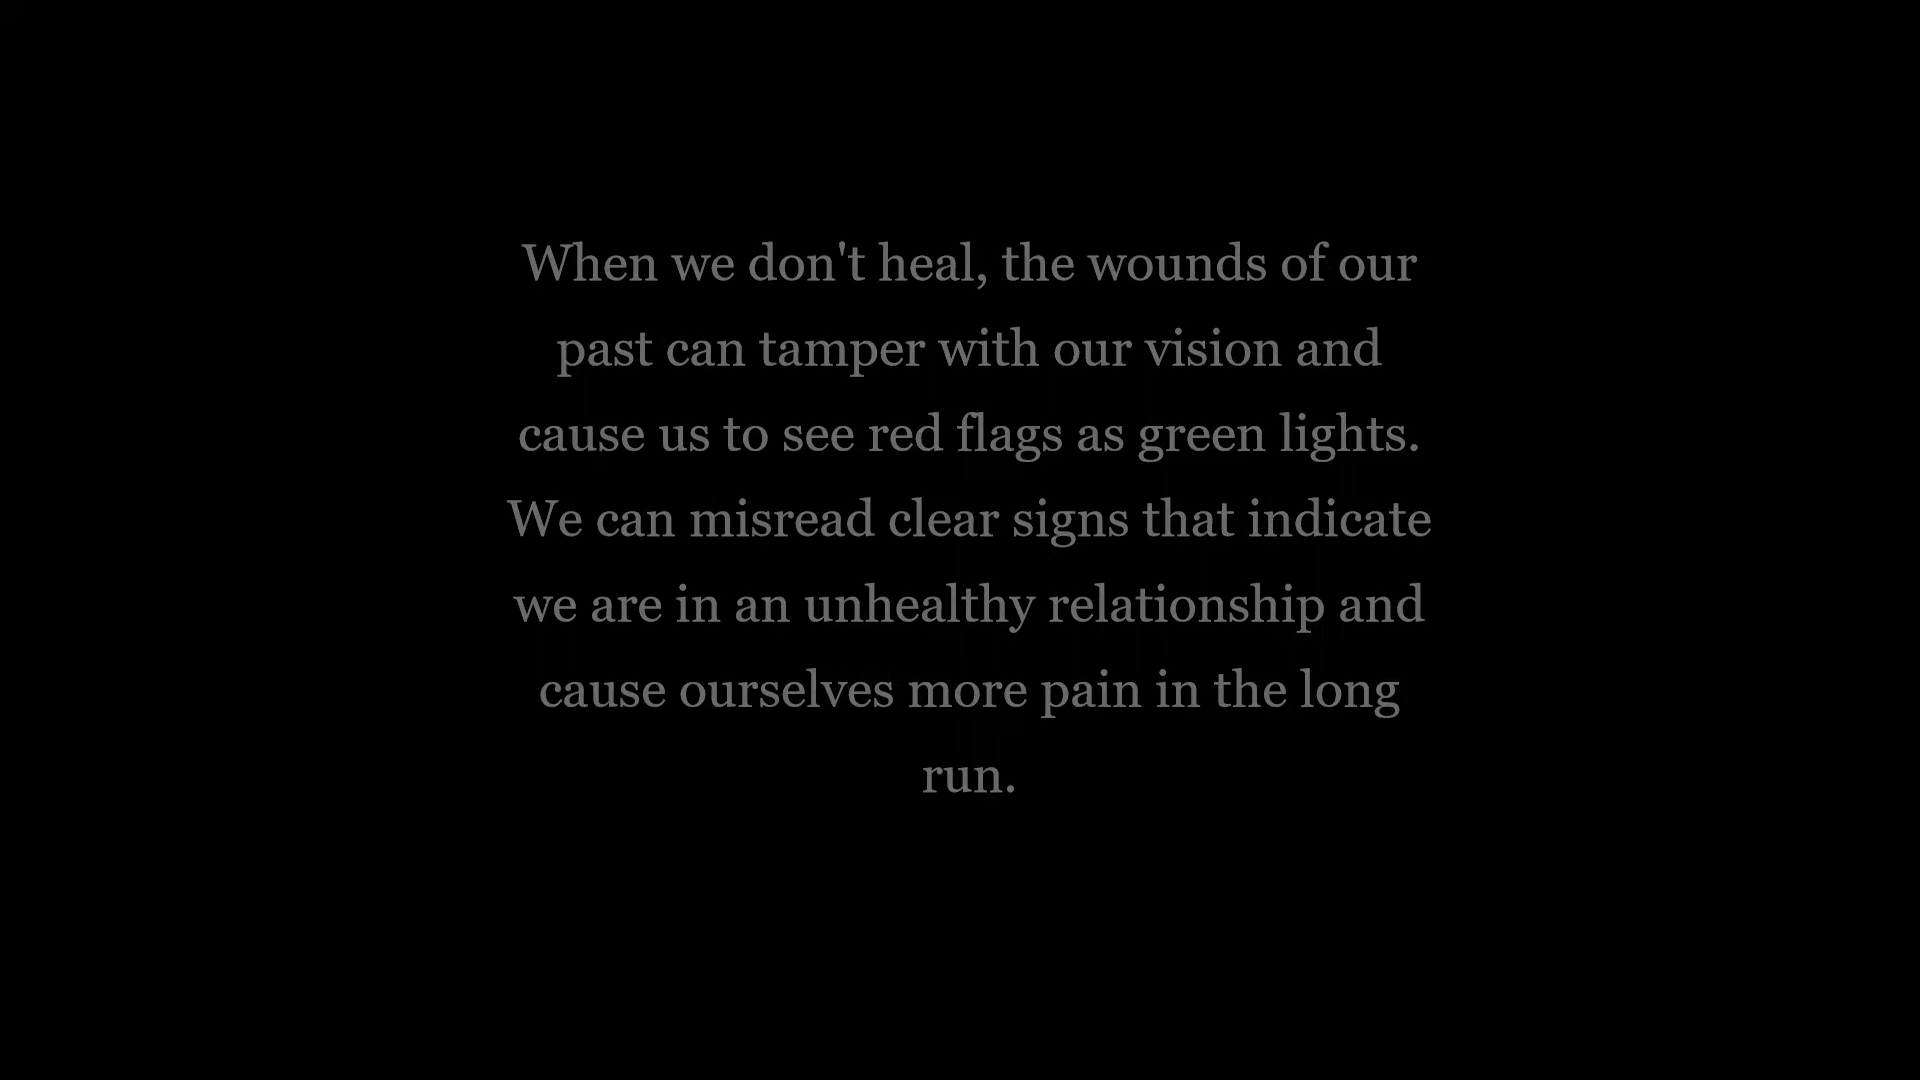 When we don't heal, the wounds of our
past can tamper with our vision and
cause us to see red flags as green lights.
We can misread clear signs that indicate
we are in an unhealthy relationship and
cause ourselves more pain in the long
run.